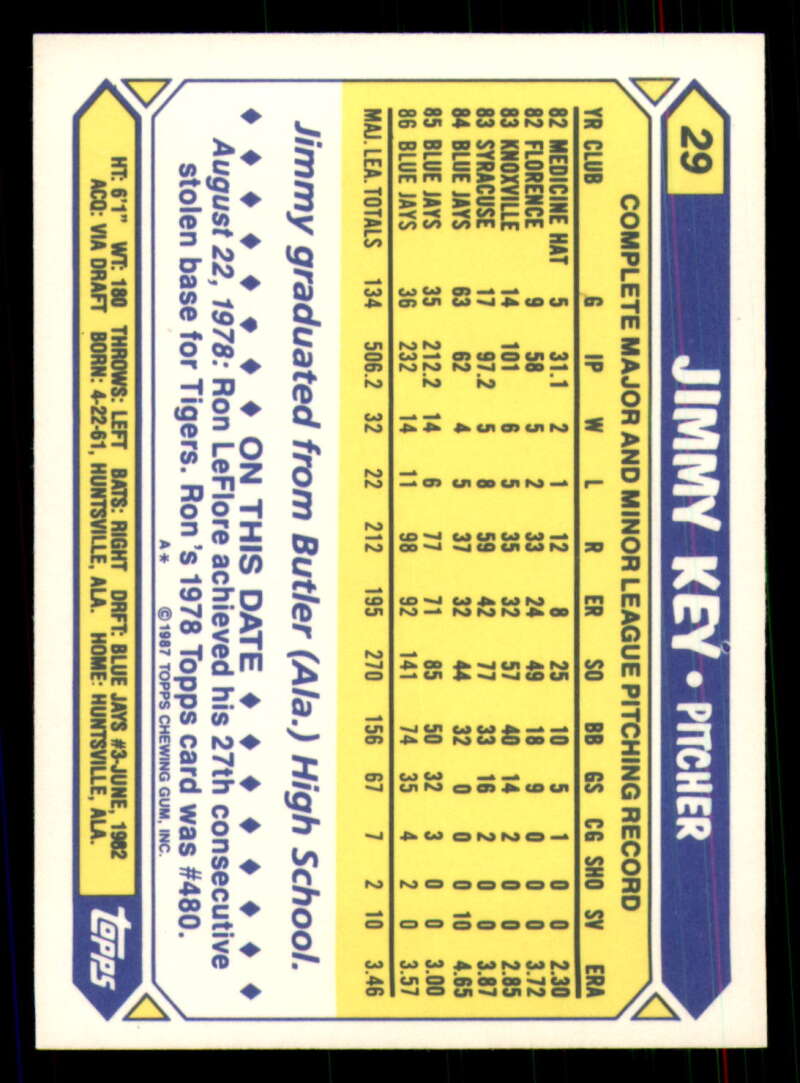 29 JIMMY KEY • PITCHER
COMPLETE MAJOR AND MINOR LEAGUE PITCHING RECORD
YR CLUB G IP W L R ER SO BB GS CG SHO SV ERA
82 MEDICINE HAT 5 31.1 2 1 12 8 25 10 5 1 0 0 2.30
82 FLORENCE 9 58 5 2 33 24 49 18 9 0 0 0 3.72
83 KNOXVILLE 14 101 6 5 35 32 57 40 14 2 0 0 2.85
83 SYRACUSE 17 97.2 5 8 59 42 77 33 16 2 0 0 3.87
84 BLUE JAYS 63 62 4 5 37 32 44 32 0 0 0 10 4.65
85 BLUE JAYS 35 212.2 14 6 77 71 85 50 32 3 0 0 3.00
86 BLUE JAYS 36 232 14 11 98 92 141 74 35 4 2 0 3.57
MAJ. LEA. TOTALS 134 506.2 32 22 212 195 270 156 67 7 2 10 3.46
Jimmy graduated from Butler (Ala.) High School.
◆ ◆ ◆ ◆ ◆ ◆ ◆ ON THIS DATE ◆ ◆ ◆ ◆ ◆ ◆ ◆
August 22, 1978: Ron LeFlore achieved his 27th consecutive
stolen base for Tigers. Ron's 1978 Topps card was #480.
A* ©1987 TOPPS CHEWING GUM, INC.
HT: 6'1" WT: 180 THROWS: LEFT BATS: RIGHT DRFT: BLUE JAYS #3-JUNE, 1982
ACQ: VIA DRAFT BORN: 4-22-61, HUNTSVILLE, ALA. HOME: HUNTSVILLE, ALA.
topps